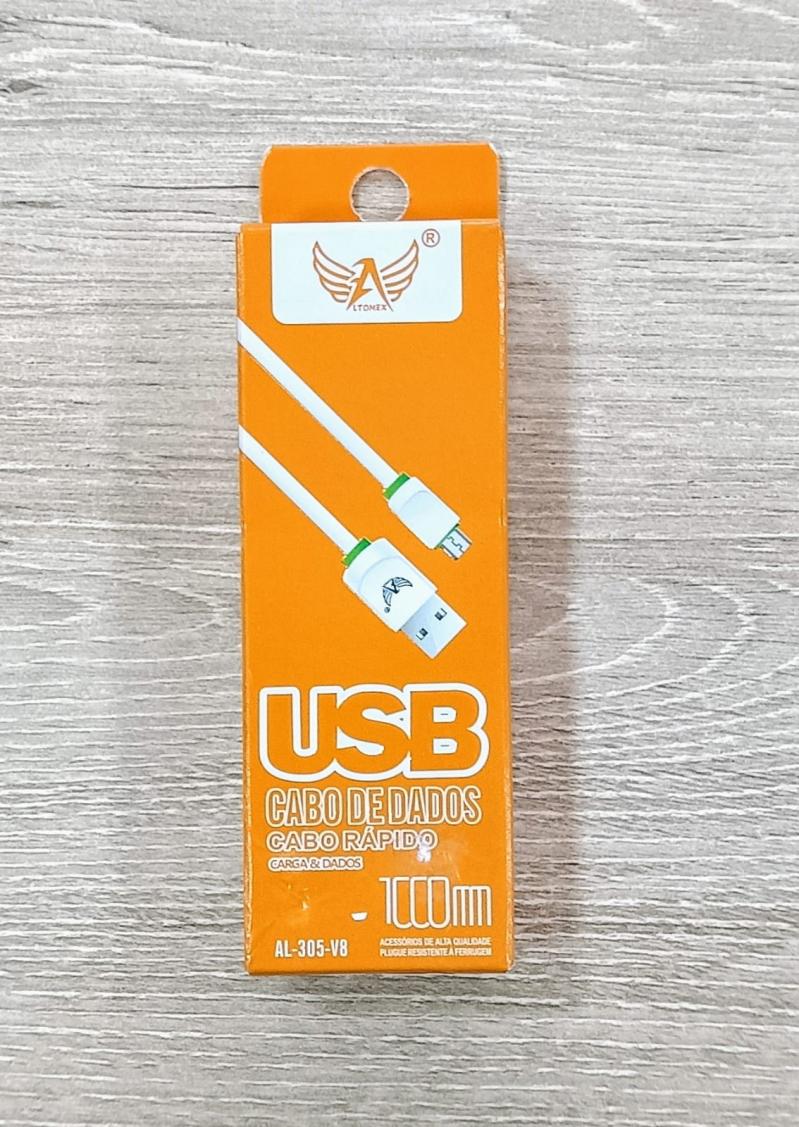 ®
ALTOMEX
USB
CABO DE DADOS
CABO RÁPIDO
CARGA & DADOS
1000mm
AL-305-V8
ACESSÓRIOS DE ALTA QUALIDADE
PLUGUE RESISTENTE À FERRUGEM